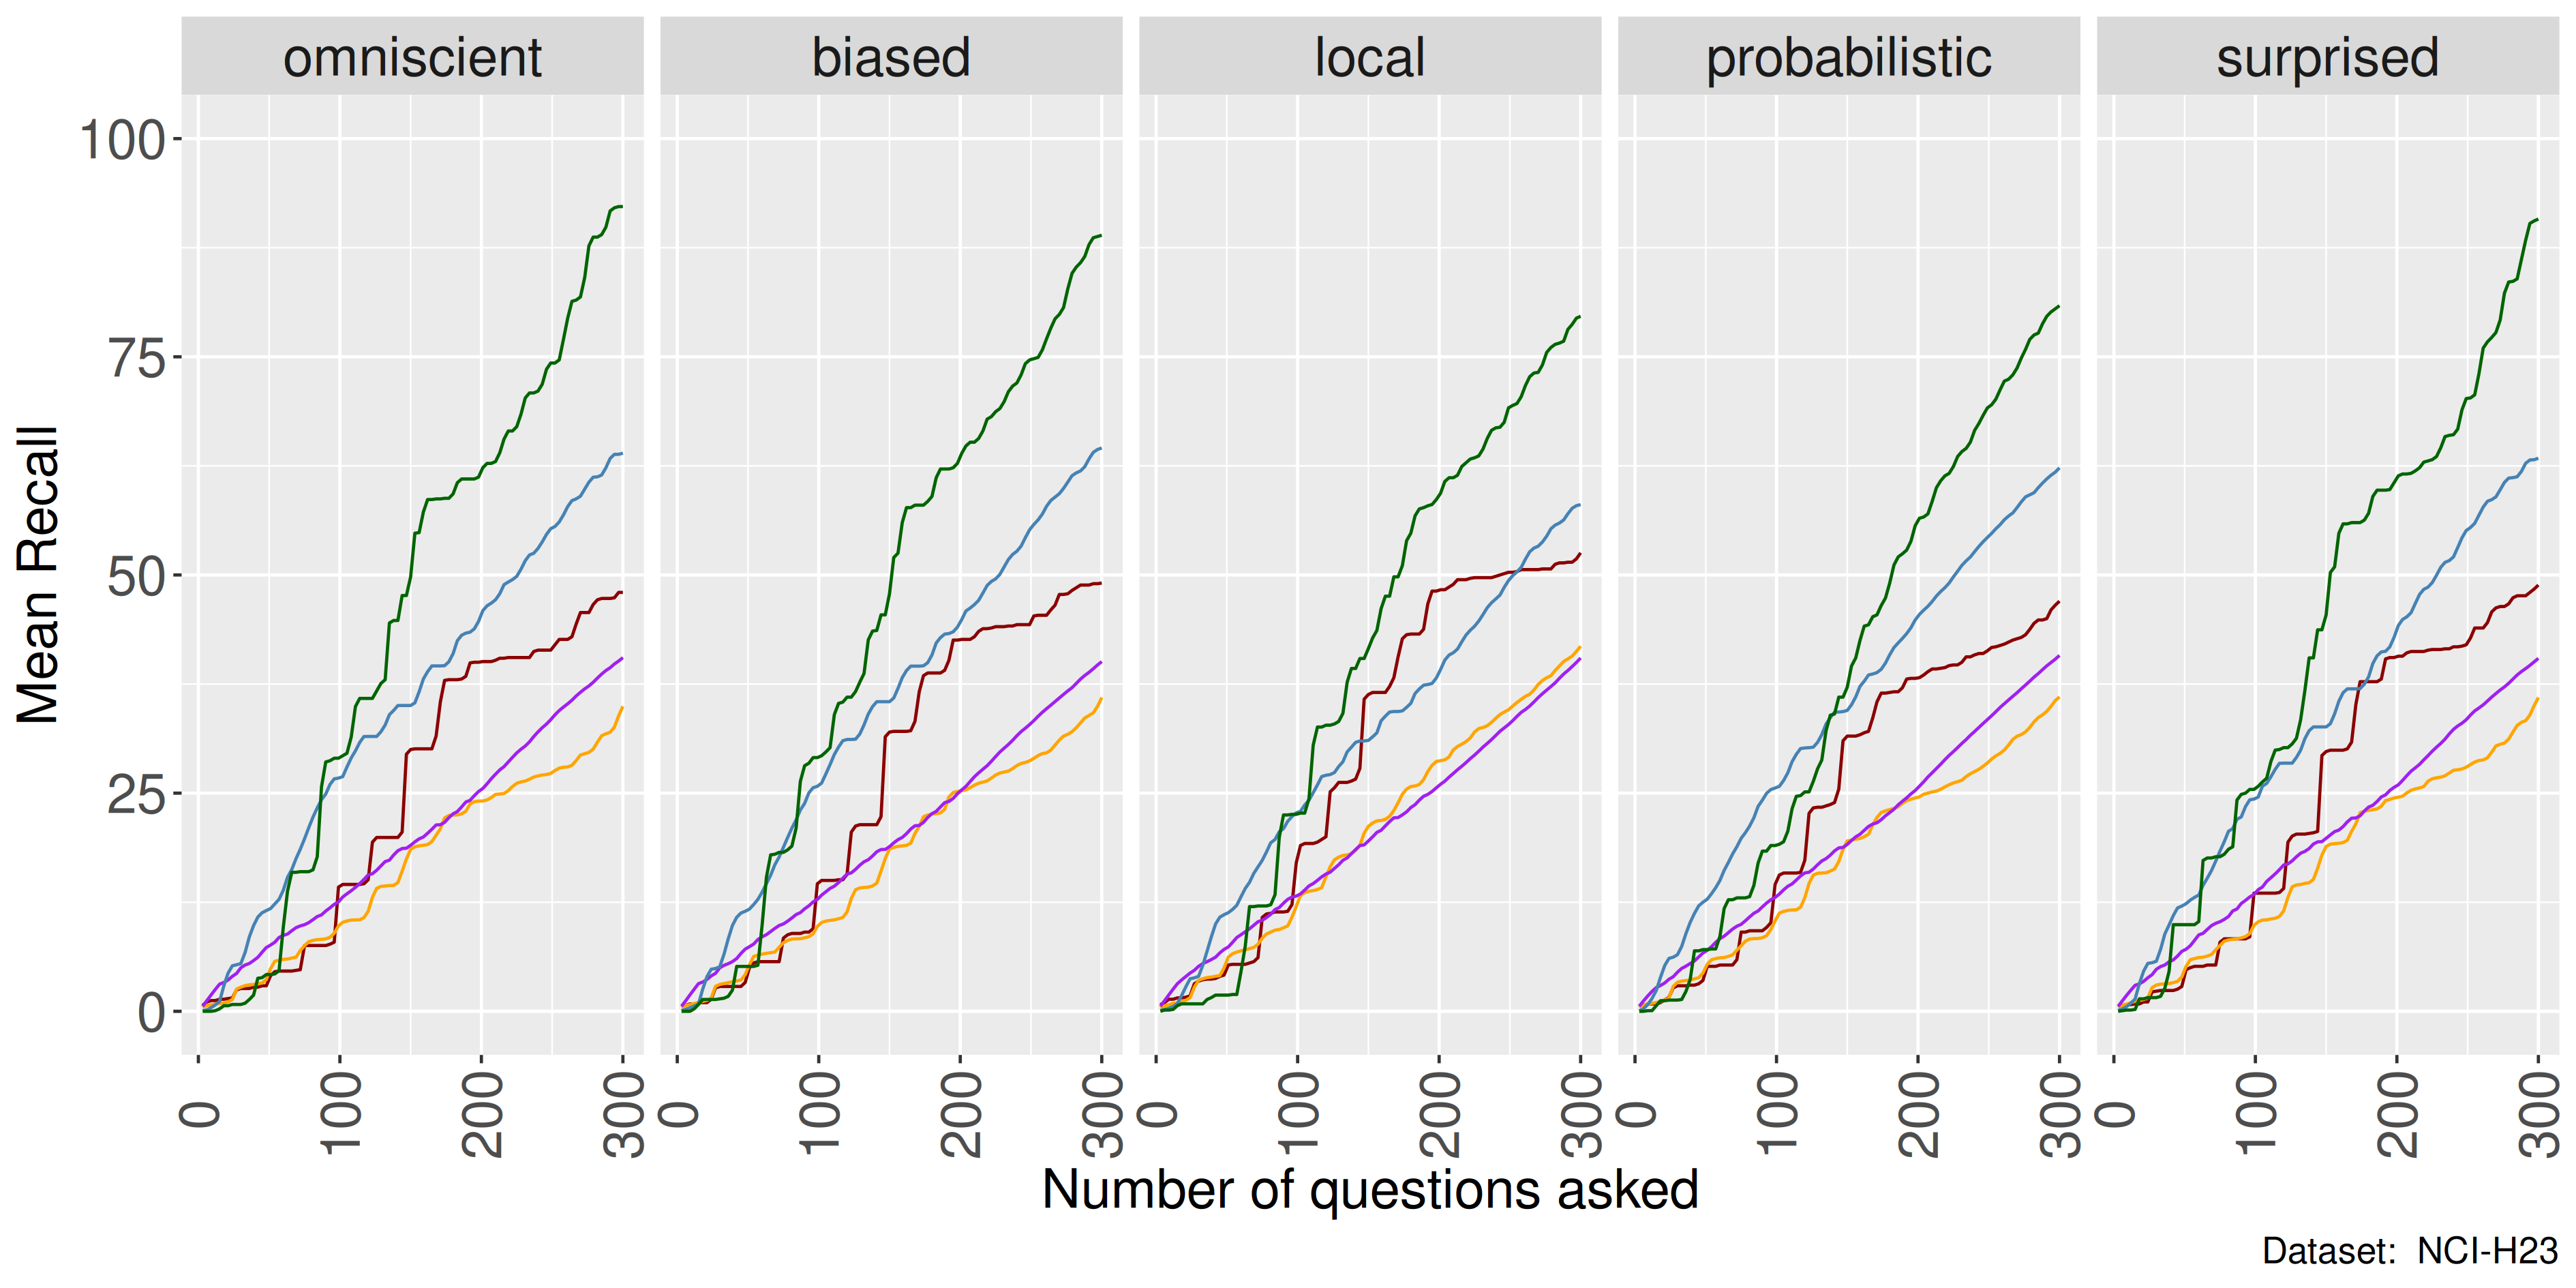 omniscient biased local probabilistic surprised
100
75
50
25
0
Mean Recall
0 100 200 300 0 100 200 300 0 100 200 300 0 100 200 300 0 100 200 300
Number of questions asked
Dataset: NCI-H23